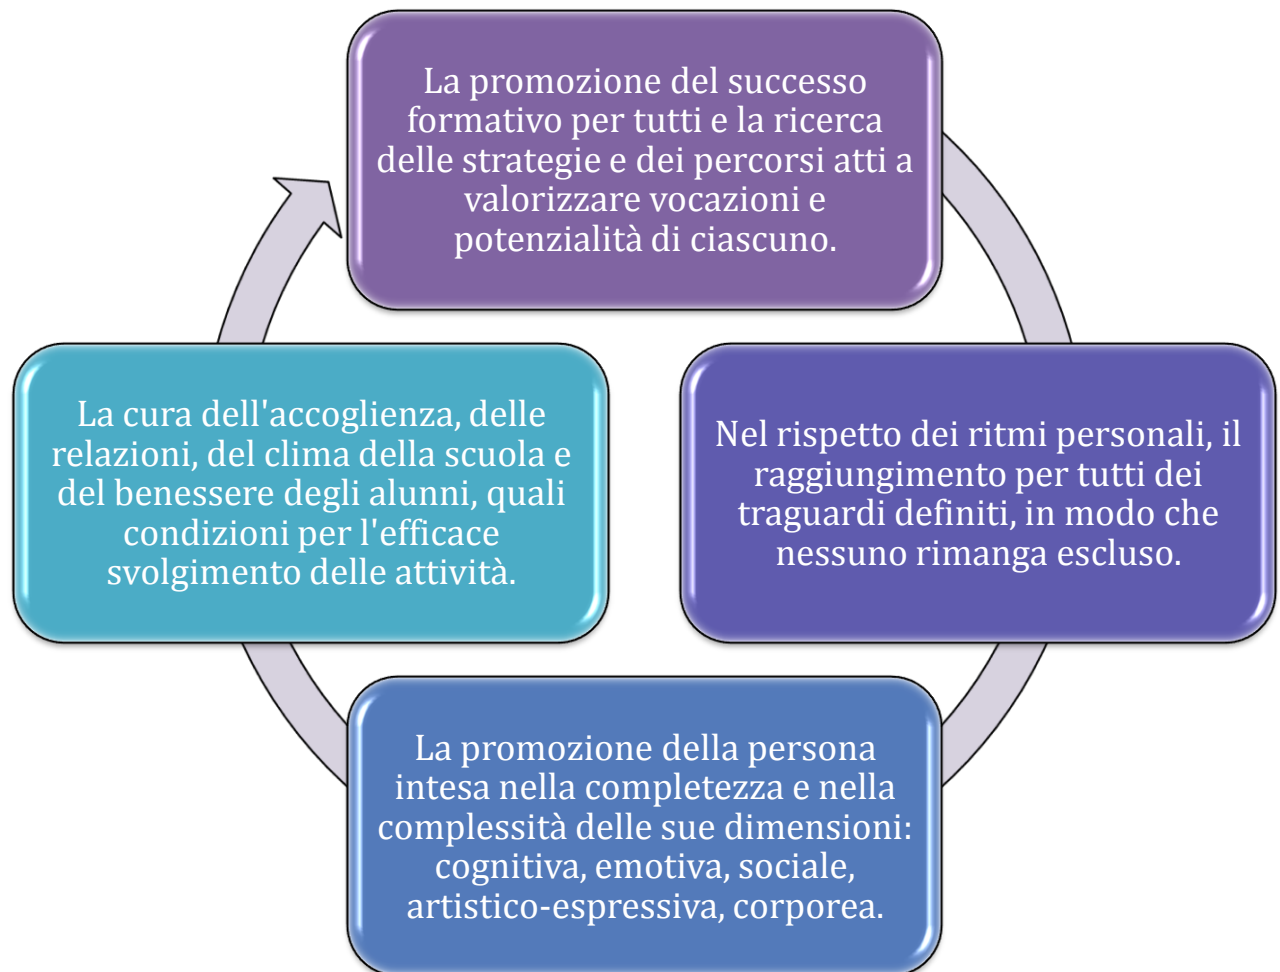 La promozione del successo
formativo per tutti e la ricerca
delle strategie e dei percorsi atti a
valorizzare vocazioni e
potenzialità di ciascuno.
La cura dell'accoglienza, delle
relazioni, del clima della scuola e
del benessere degli alunni, quali
condizioni per l'efficace
svolgimento delle attività.
Nel rispetto dei ritmi personali, il
raggiungimento per tutti dei
traguardi definiti, in modo che
nessuno rimanga escluso.
La promozione della persona
intesa nella completezza e nella
complessità delle sue dimensioni:
cognitiva, emotiva, sociale,
artistico-espressiva, corporea.